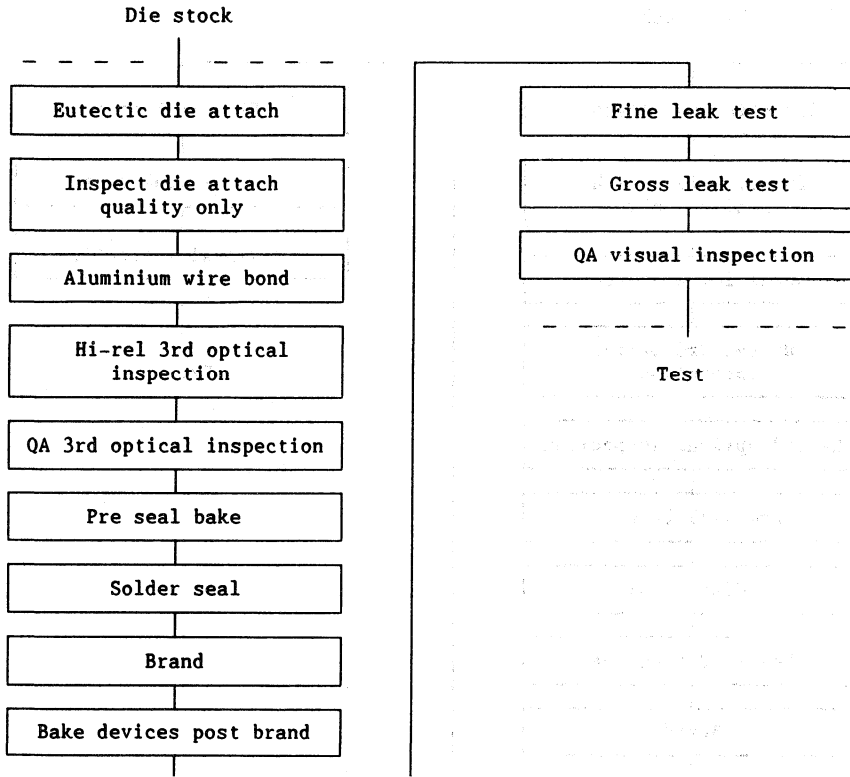 Die stock
Eutectic die attach
Inspect die attach
quality only
Aluminium wire bond
Hi-rel 3rd optical
inspection
QA 3rd optical inspection
Pre seal bake
Solder seal
Brand
Bake devices post brand
Fine leak test
Gross leak test
QA visual inspection
Test